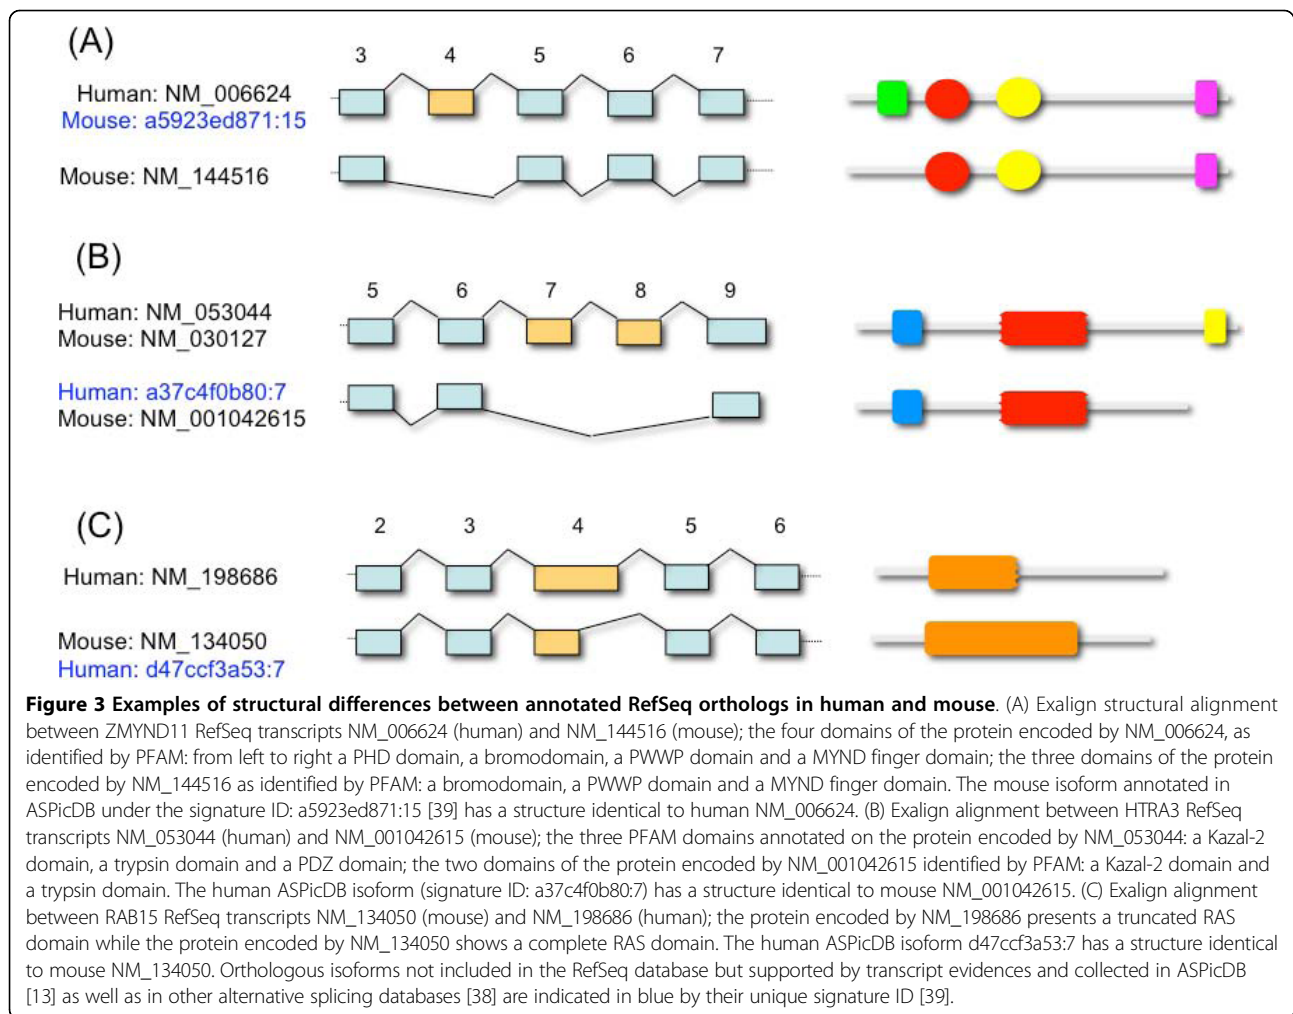 (A)
3 4 5 6 7
Human: NM_006624
Mouse: a5923ed871:15
Mouse: NM_144516
(B)
5 6 7 8 9
Human: NM_053044
Mouse: NM_030127
Human: a37c4f0b80:7
Mouse: NM_001042615
(C)
2 3 4 5 6
Human: NM_198686
Mouse: NM_134050
Human: d47ccf3a53:7
Figure 3 Examples of structural differences between annotated RefSeq orthologs in human and mouse. (A) Exalign structural alignment
between ZMYND11 RefSeq transcripts NM_006624 (human) and NM_144516 (mouse); the four domains of the protein encoded by NM_006624, as
identified by PFAM: from left to right a PHD domain, a bromodomain, a PWWP domain and a MYND finger domain; the three domains of the protein
encoded by NM_144516 as identified by PFAM: a bromodomain, a PWWP domain and a MYND finger domain. The mouse isoform annotated in
ASPicDB under the signature ID: a5923ed871:15 [39] has a structure identical to human NM_006624. (B) Exalign alignment between HTRA3 RefSeq
transcripts NM_053044 (human) and NM_001042615 (mouse); the three PFAM domains annotated on the protein encoded by NM_053044: a Kazal-2
domain, a trypsin domain and a PDZ domain; the two domains of the protein encoded by NM_001042615 identified by PFAM: a Kazal-2 domain and
a trypsin domain. The human ASPicDB isoform (signature ID: a37c4f0b80:7) has a structure identical to mouse NM_001042615. (C) Exalign alignment
between RAB15 RefSeq transcripts NM_134050 (mouse) and NM_198686 (human); the protein encoded by NM_198686 presents a truncated RAS
domain while the protein encoded by NM_134050 shows a complete RAS domain. The human ASPicDB isoform d47ccf3a53:7 has a structure identical
to mouse NM_134050. Orthologous isoforms not included in the RefSeq database but supported by transcript evidences and collected in ASPicDB
[13] as well as in other alternative splicing databases [38] are indicated in blue by their unique signature ID [39].